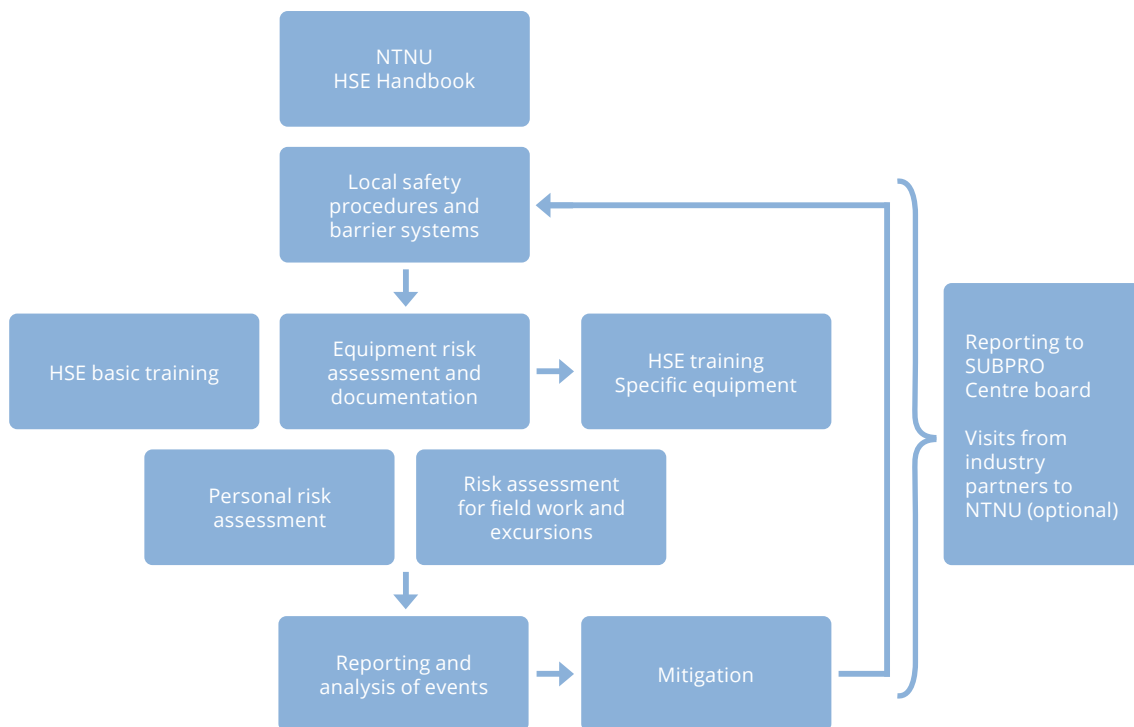 NTNU
HSE Handbook
Local safety
procedures and
barrier systems
HSE basic training
Equipment risk
assessment and
documentation
HSE training
Specific equipment
Personal risk
assessment
Risk assessment
for field work and
excursions
Reporting and
analysis of events
Mitigation
Reporting to
SUBPRO
Centre board
Visits from
industry
partners to
NTNU (optional)